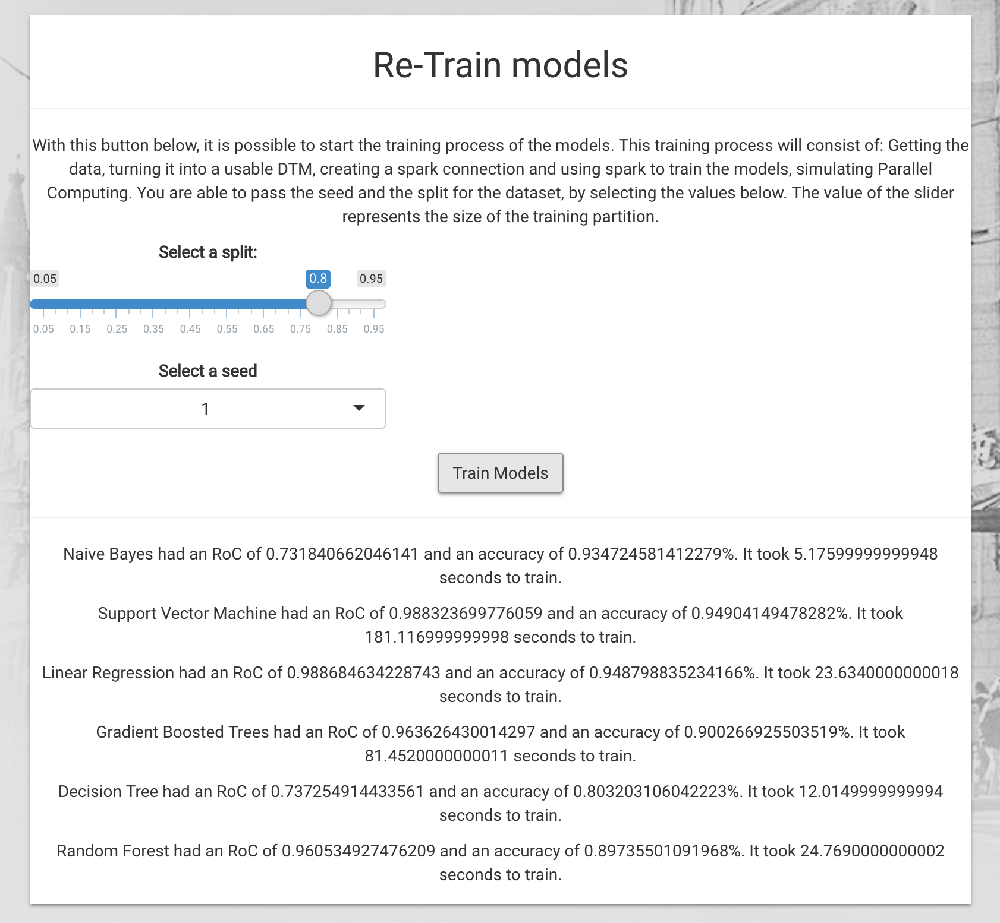 Re-Train models
With this button below, it is possible to start the training process of the models. This training process will consist of: Getting the
data, turning it into a usable DTM, creating a spark connection and using spark to train the models, simulating Parallel
Computing. You are able to pass the seed and the split for the dataset, by selecting the values below. The value of the slider
represents the size of the training partition.
Select a split:
0.05 0.8 0.95
0.05 0.15 0.25 0.35 0.45 0.55 0.65 0.75 0.85 0.95
Select a seed
1
Train Models
Naive Bayes had an RoC of 0.731840662046141 and an accuracy of 0.934724581412279%. It took 5.17599999999948
seconds to train.
Support Vector Machine had an RoC of 0.988323699776059 and an accuracy of 0.94904149478282%. It took
181.116999999998 seconds to train.
Linear Regression had an RoC of 0.988684634228743 and an accuracy of 0.948798835234166%. It took 23.6340000000018
seconds to train.
Gradient Boosted Trees had an RoC of 0.963626430014297 and an accuracy of 0.900266925503519%. It took
81.4520000000011 seconds to train.
Decision Tree had an RoC of 0.737254914433561 and an accuracy of 0.803203106042223%. It took 12.0149999999994
seconds to train.
Random Forest had an RoC of 0.960534927476209 and an accuracy of 0.89735501091968%. It took 24.7690000000002
seconds to train.